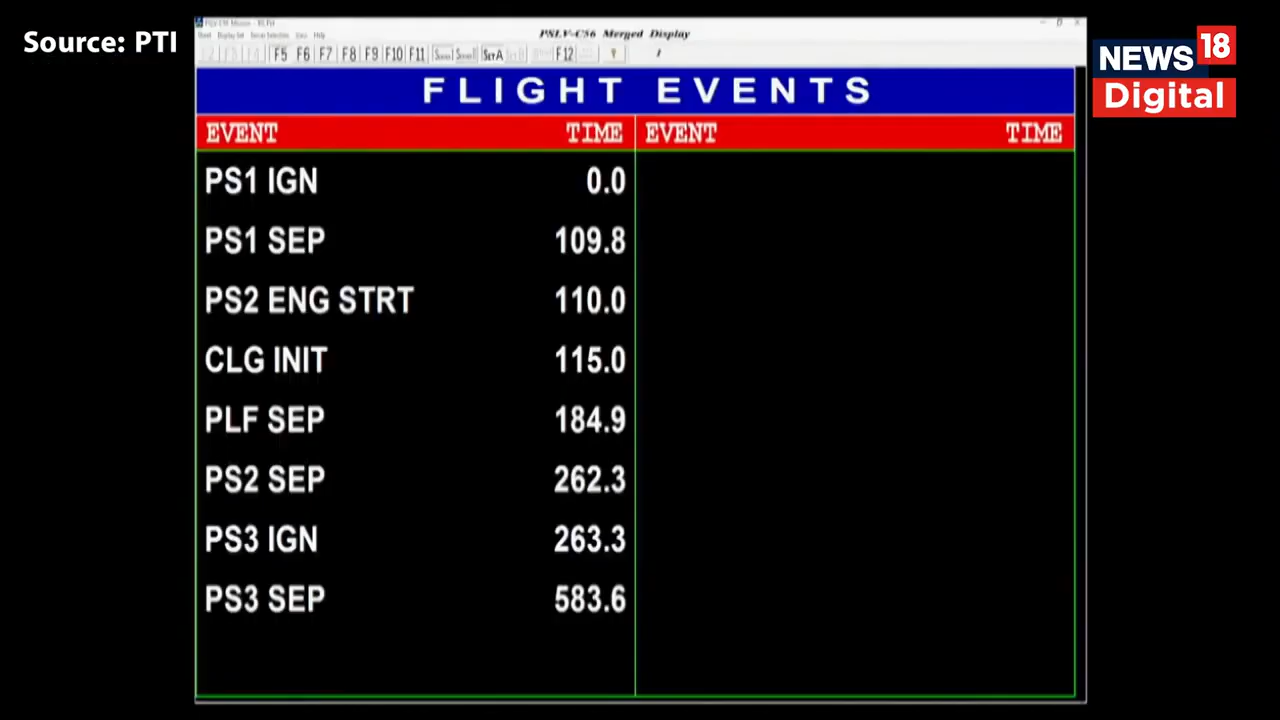 Source: PTI
PSLV-C56 Merged Display
F5 F6 F7 F8 F9 F10 F11 F12
NEWS 18
Digital
FLIGHT EVENTS
EVENT TIME EVENT TIME
PS1 IGN 0.0
PS1 SEP 109.8
PS2 ENG STRT 110.0
CLG INIT 115.0
PLF SEP 184.9
PS2 SEP 262.3
PS3 IGN 263.3
PS3 SEP 583.6